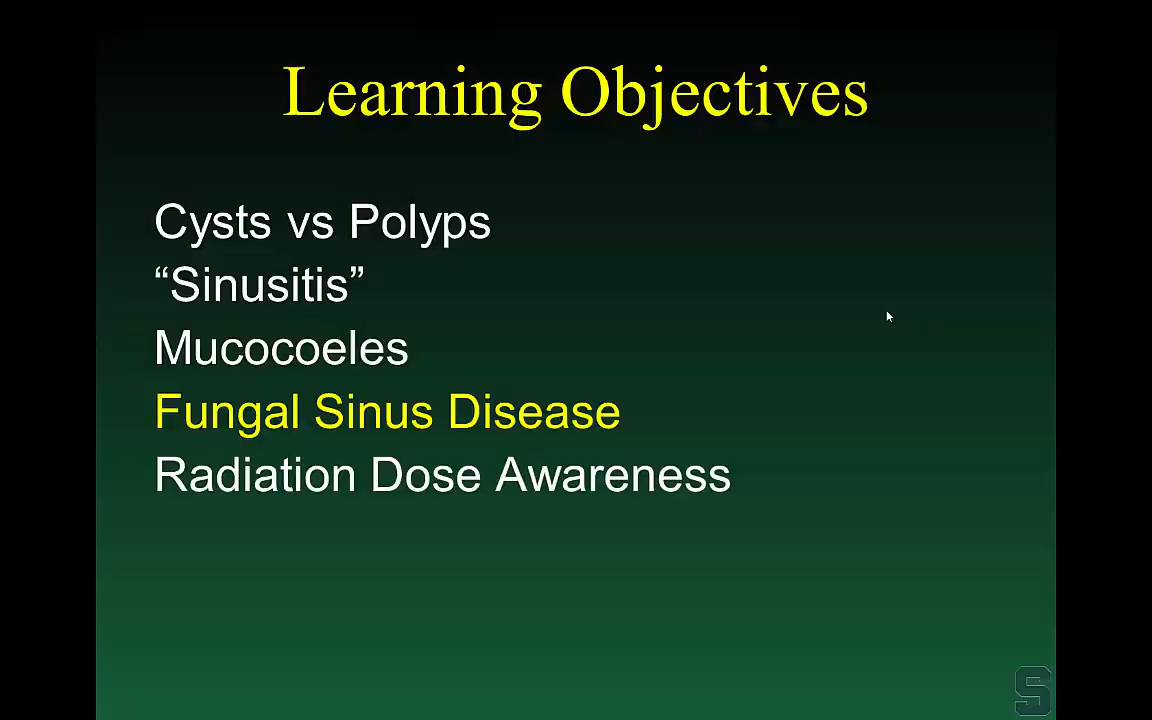 Learning Objectives
Cysts vs Polyps
“Sinusitis”
Mucocoeles
Fungal Sinus Disease
Radiation Dose Awareness
S